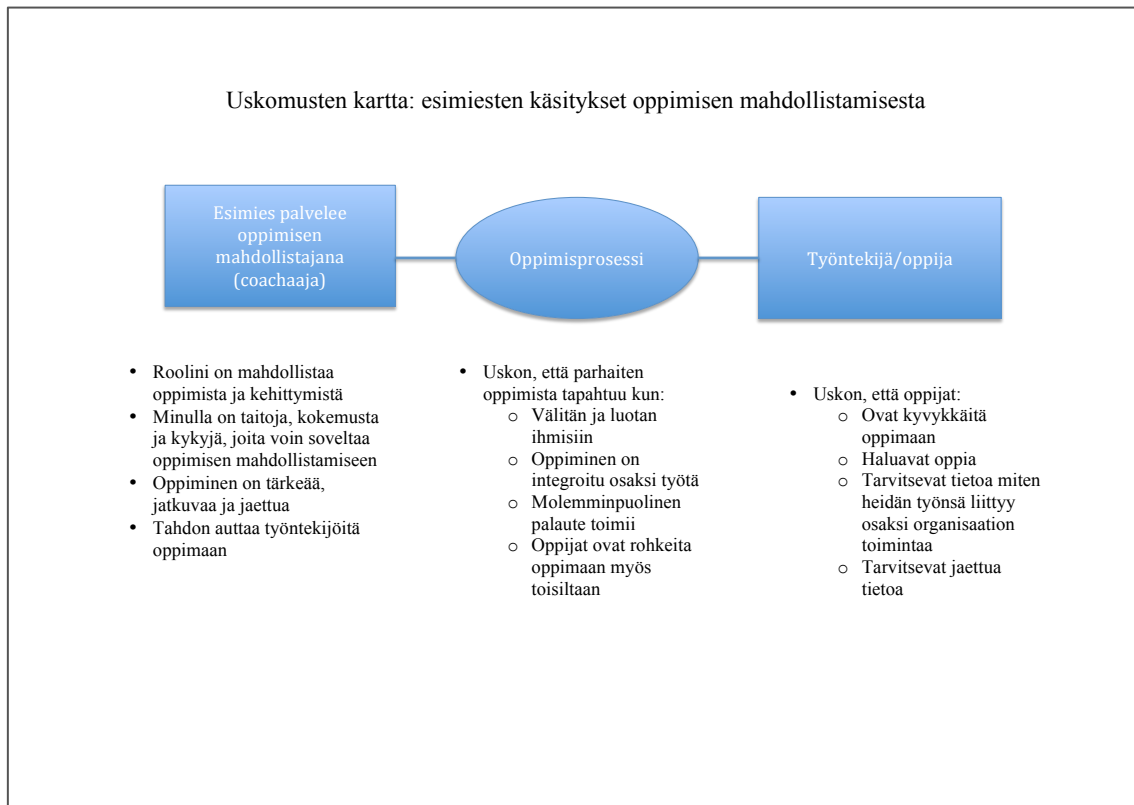 Uskomusten kartta: esimiesten käsitykset oppimisen mahdollistamisesta
Esimies palvelee
oppimisen
mahdollistajana
(coachaaja)
Oppimisprosessi
Työntekijä/oppija
• Roolini on mahdollistaa
oppimista ja kehittymistä
• Minulla on taitoja, kokemusta
ja kykyjä, joita voin soveltaa
oppimisen mahdollistamiseen
• Oppiminen on tärkeää,
jatkuvaa ja jaettua
• Tahdon auttaa työntekijöitä
oppimaan
• Uskon, että parhaiten
oppimista tapahtuu kun:
o Välitän ja luotan
ihmisiin
o Oppiminen on
integroitu osaksi työtä
o Molemminpuolinen
palaute toimii
o Oppijat ovat rohkeita
oppimaan myös
toisiltaan
• Uskon, että oppijat:
o Ovat kyvykkäitä
oppimaan
o Haluavat oppia
o Tarvitsevat tietoa miten
heidän työnsä liittyy
osaksi organisaation
toimintaa
o Tarvitsevat jaettua
tietoa